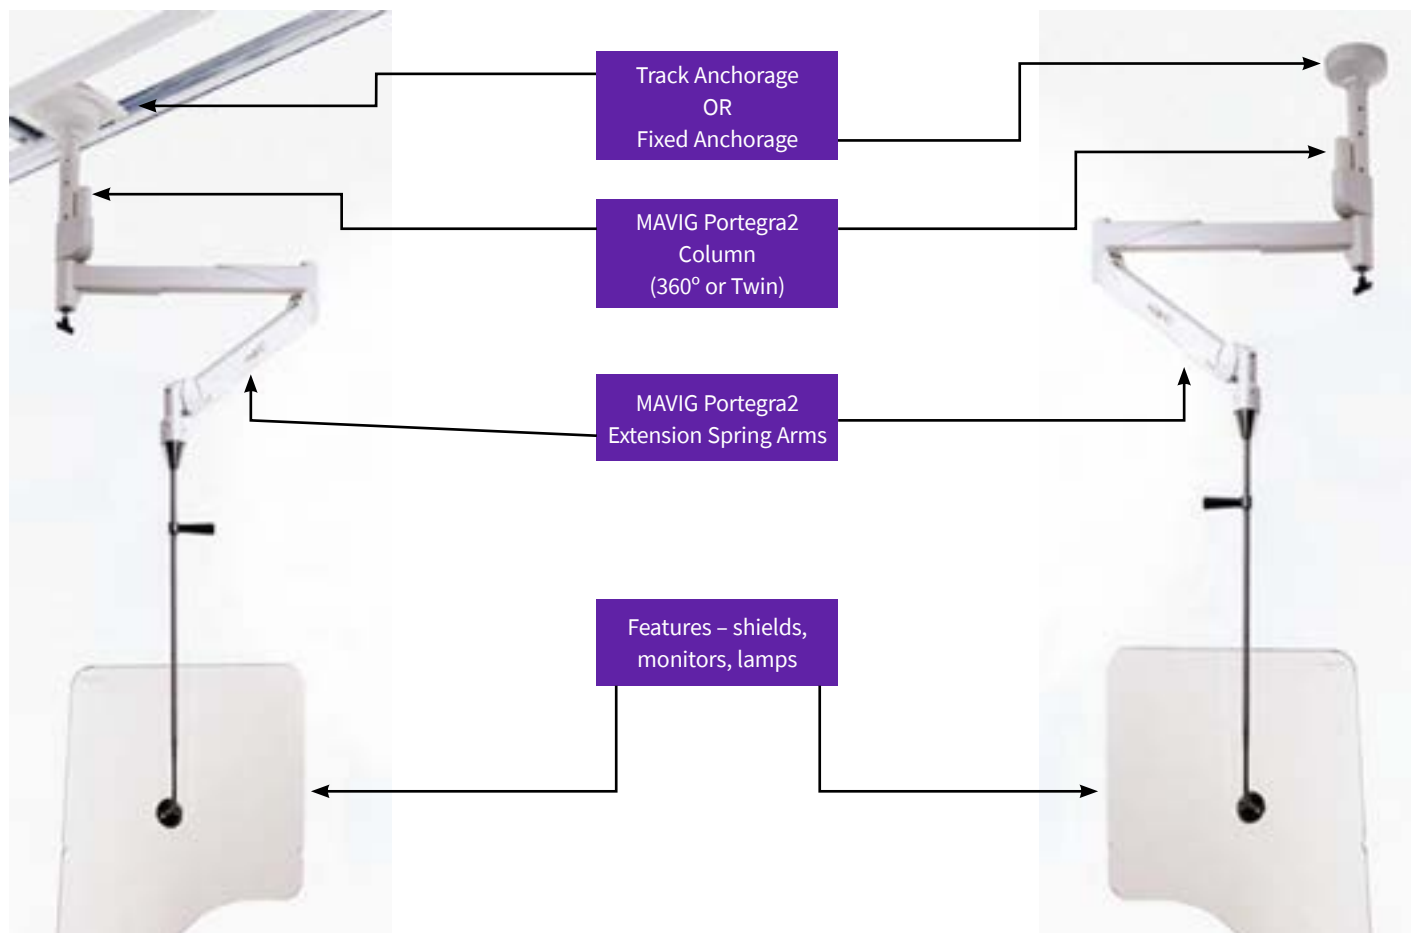 Track Anchorage
OR
Fixed Anchorage
MAVIG Portegra2
Column
(360º or Twin)
MAVIG Portegra2
Extension Spring Arms
Features – shields,
monitors, lamps